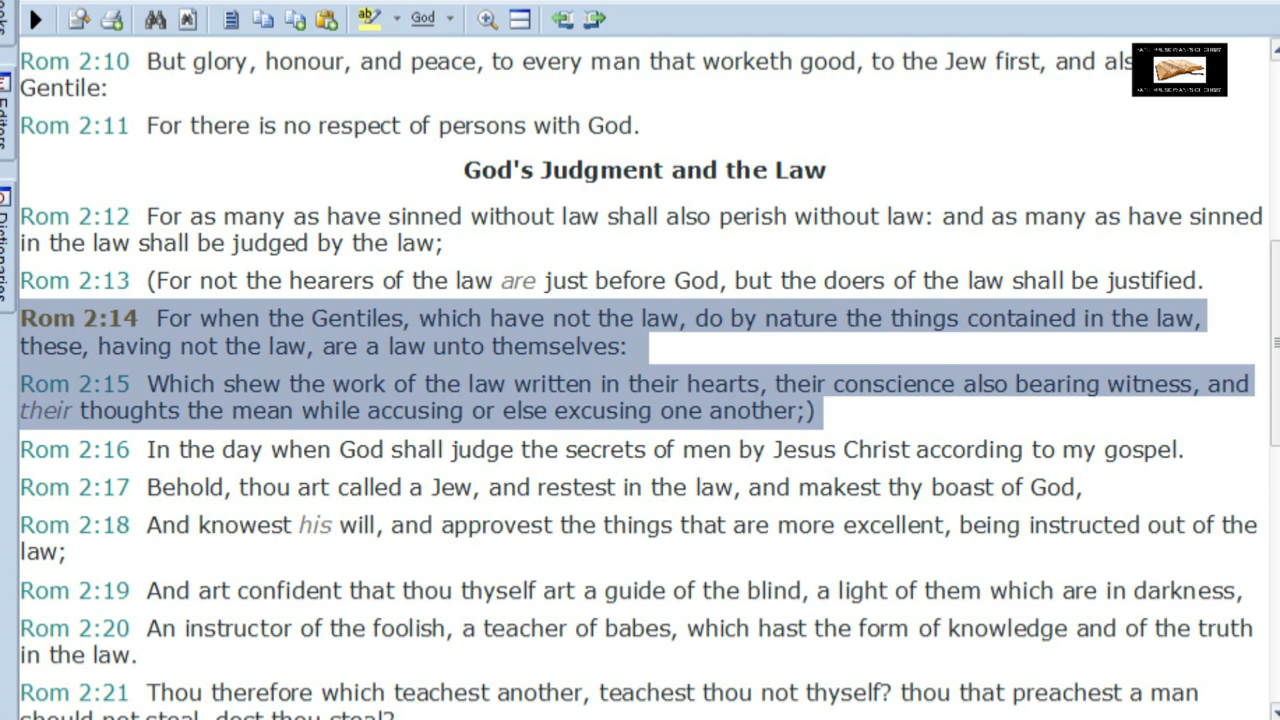 God
Rom 2:10 But glory, honour, and peace, to every man that worketh good, to the Jew first, and
Gentile:
Rom 2:11 For there is no respect of persons with God.
God's Judgment and the Law
Rom 2:12 For as many as have sinned without law shall also perish without law: and as many as have sinned
in the law shall be judged by the law;
Rom 2:13 (For not the hearers of the law are just before God, but the doers of the law shall be justified.
Rom 2:14 For when the Gentiles, which have not the law, do by nature the things contained in the law,
these, having not the law, are a law unto themselves:
Rom 2:15 Which shew the work of the law written in their hearts, their conscience also bearing witness, and
their thoughts the mean while accusing or else excusing one another;)
Rom 2:16 In the day when God shall judge the secrets of men by Jesus Christ according to my gospel.
Rom 2:17 Behold, thou art called a Jew, and restest in the law, and makest thy boast of God,
Rom 2:18 And knowest his will, and approvest the things that are more excellent, being instructed out of the
law;
Rom 2:19 And art confident that thou thyself art a guide of the blind, a light of them which are in darkness,
Rom 2:20 An instructor of the foolish, a teacher of babes, which hast the form of knowledge and of the truth
in the law.
Rom 2:21 Thou therefore which teachest another, teachest thou not thyself? thou that preachest a man
should not steal, dost thou steal?
Editors
Dictionaries